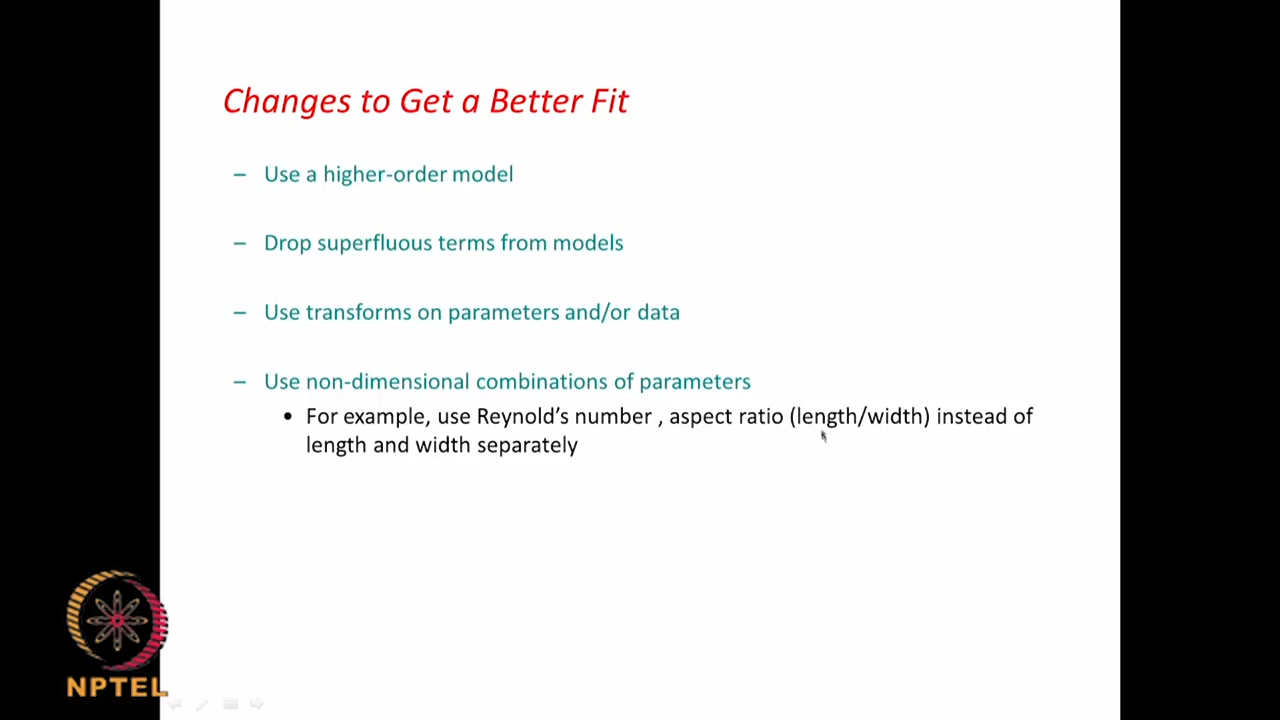 Changes to Get a Better Fit
– Use a higher-order model
– Drop superfluous terms from models
– Use transforms on parameters and/or data
– Use non-dimensional combinations of parameters
• For example, use Reynold’s number , aspect ratio (length/width) instead of
length and width separately
NPTEL